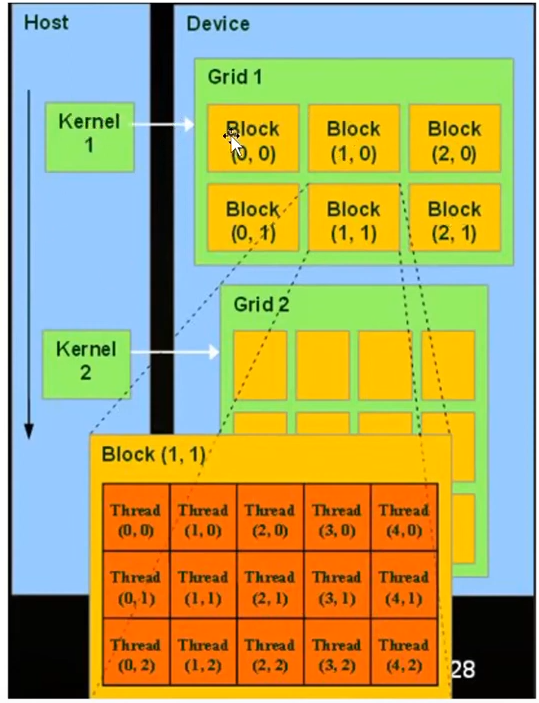 Host
Device
Grid 1
Kernel
1
Block
(0, 0)
Block
(1, 0)
Block
(2, 0)
Block
(0, 1)
Block
(1, 1)
Block
(2, 1)
Grid 2
Kernel
2
Block (1, 1)
Thread
(0, 0)
Thread
(1, 0)
Thread
(2, 0)
Thread
(3, 0)
Thread
(4, 0)
Thread
(0, 1)
Thread
(1, 1)
Thread
(2, 1)
Thread
(3, 1)
Thread
(4, 1)
Thread
(0, 2)
Thread
(1, 2)
Thread
(2, 2)
Thread
(3, 2)
Thread
(4, 2)
28